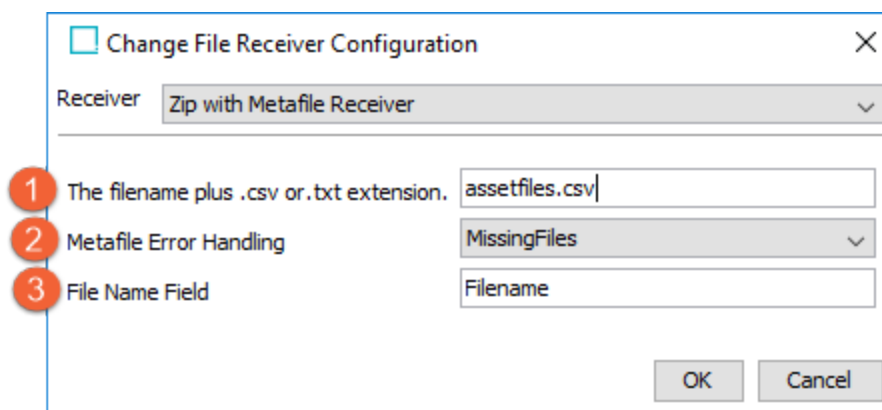 Change File Receiver Configuration
Receiver Zip with Metafile Receiver
1 The filename plus .csv or.txt extension. assetfiles.csv
2 Metafile Error Handling MissingFiles
3 File Name Field Filename
OK Cancel